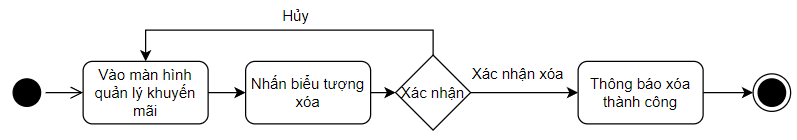 Hủy
Vào màn hình
quản lý khuyến
mãi
Nhấn biểu tượng
xóa
Xác nhận
Xác nhận xóa
Thông báo xóa
thành công